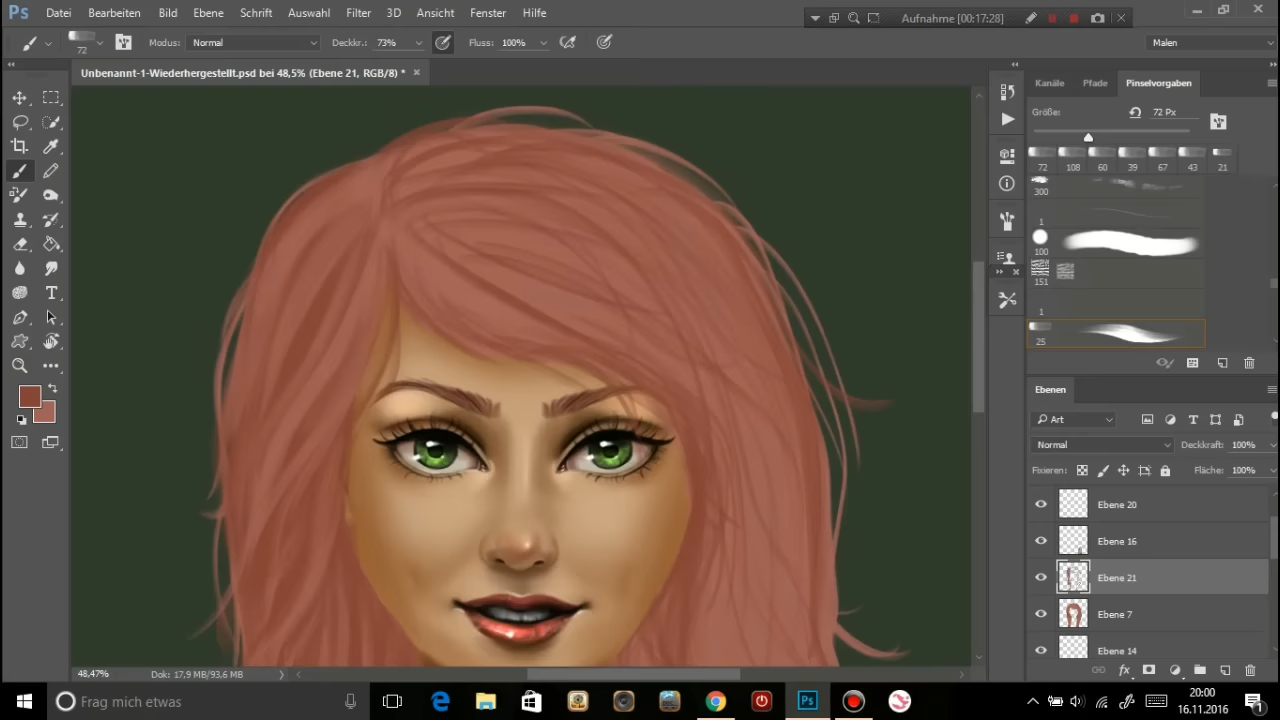 Ps Datei Bearbeiten Bild Ebene Schrift Auswahl Filter 3D Ansicht Fenster Hilfe
Aufnahme [00:17:28]
72 Modus: Normal Deckkr.: 73% Fluss: 100% Malen
Unbenannt-1-Wiederhergestellt.psd bei 48,5% (Ebene 21, RGB/8) *
Kanäle Pfade Pinselvorgaben
Größe: 72 Px
72 108 60 39 67 43 21
300
1
100
151
1
25
Ebenen
Art
Normal Deckkraft: 100%
Fixieren: Fläche: 100%
Ebene 20
Ebene 16
Ebene 21
Ebene 7
Ebene 14
fx
48,47% Dok: 17,9 MB/93,6 MB
Frag mich etwas
Ps
20:00
16.11.2016
1